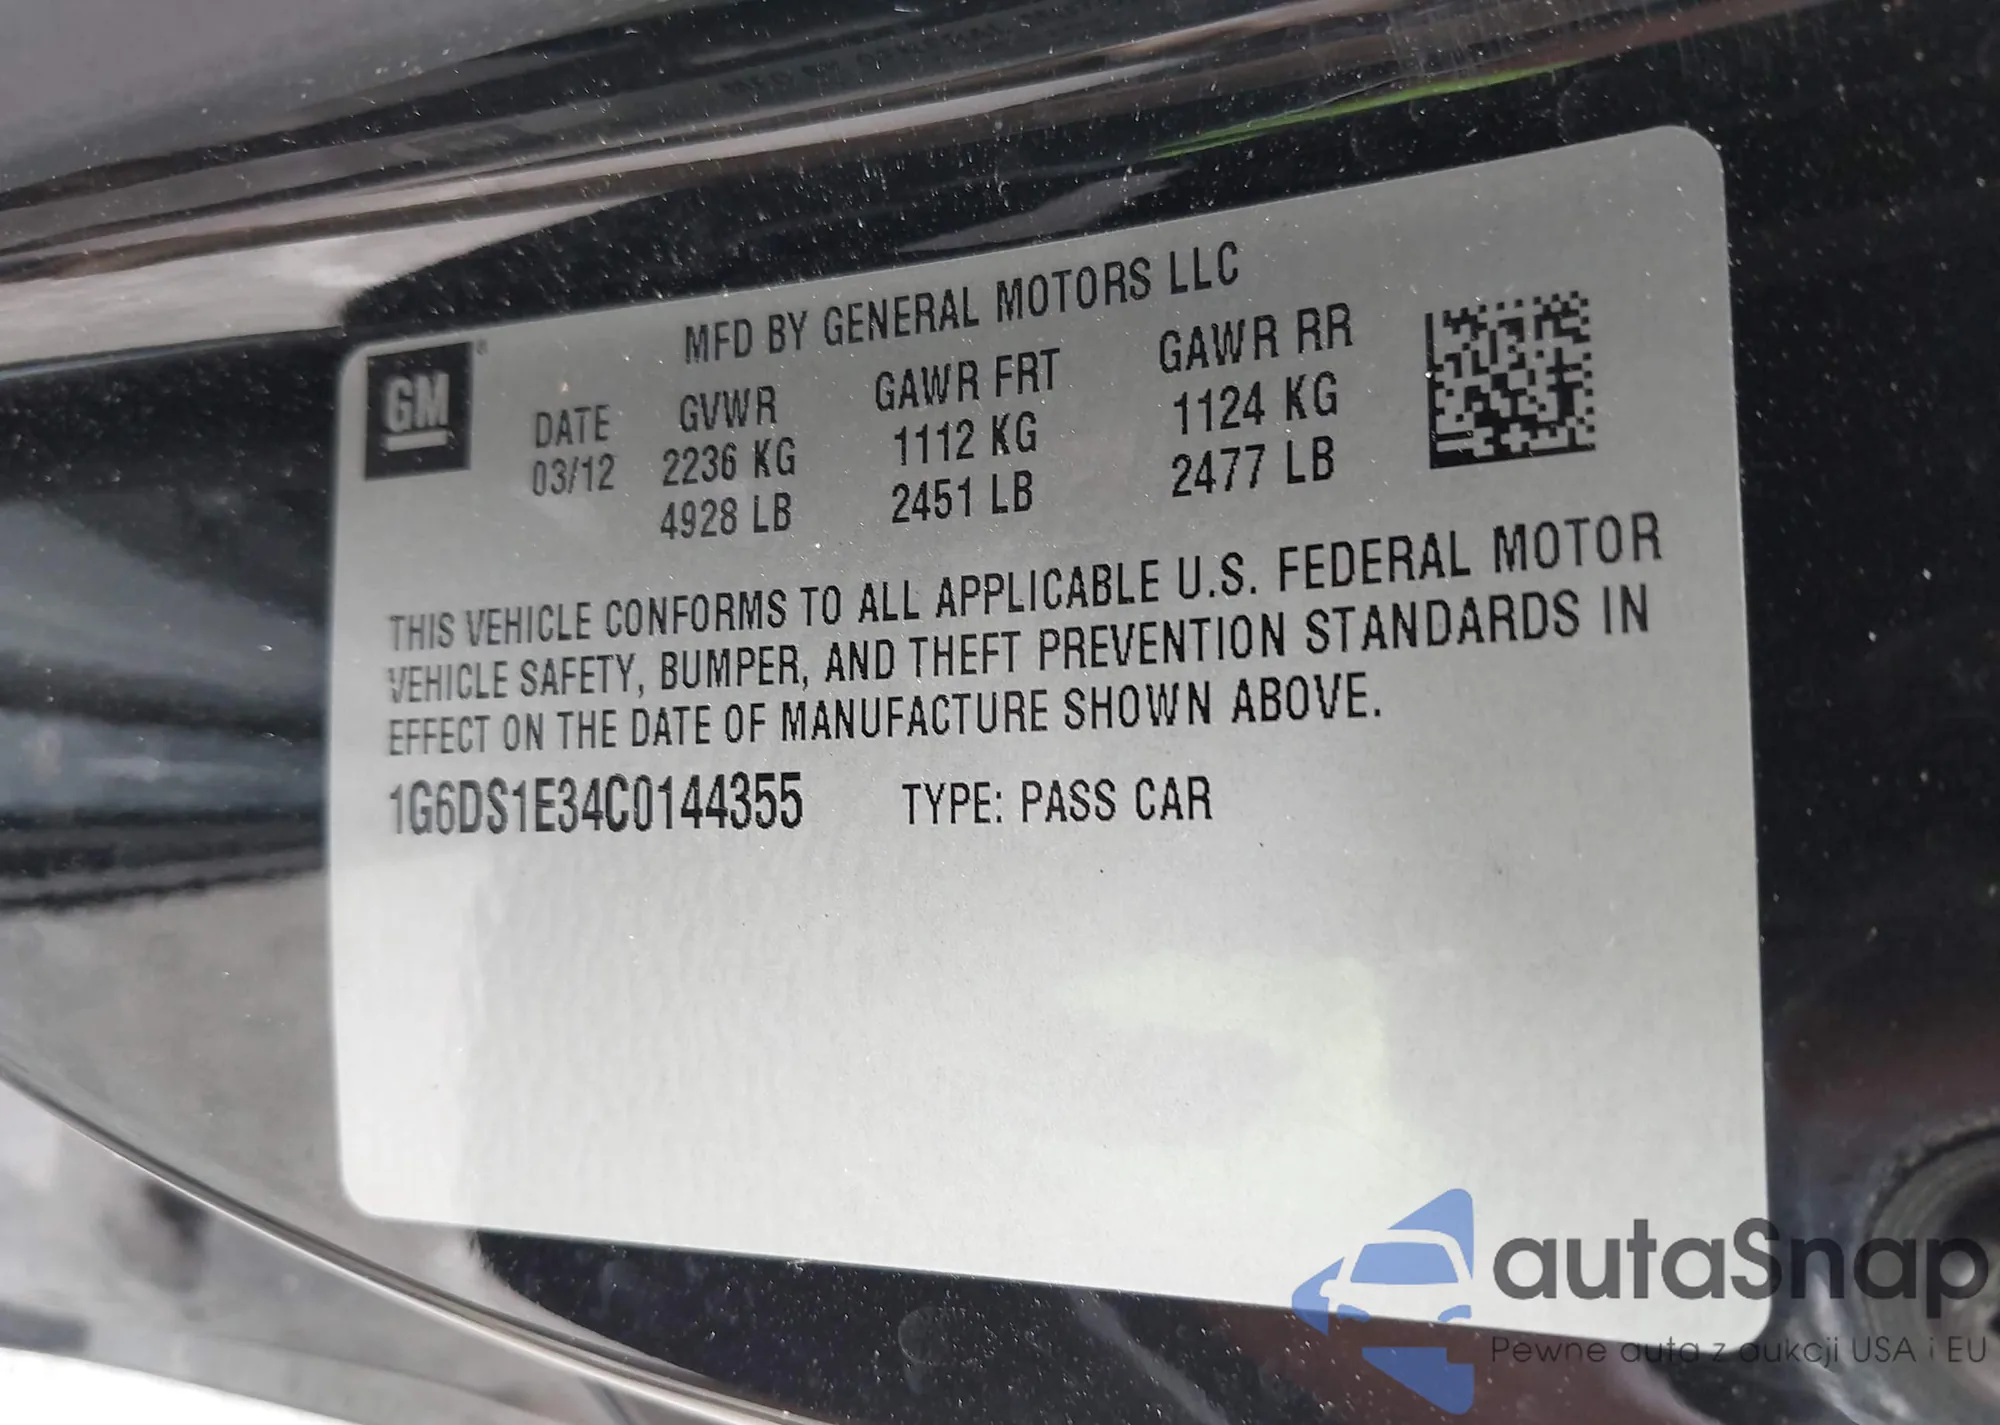 MFD BY GENERAL MOTORS LLC
GM®
DATE GVWR GAWR FRT GAWR RR
03/12 2236 KG 1112 KG 1124 KG
4928 LB 2451 LB 2477 LB
THIS VEHICLE CONFORMS TO ALL APPLICABLE U.S. FEDERAL MOTOR
VEHICLE SAFETY, BUMPER, AND THEFT PREVENTION STANDARDS IN
EFFECT ON THE DATE OF MANUFACTURE SHOWN ABOVE.
1G6DS1E34C0144355 TYPE: PASS CAR
autaSnap
Pewne auta z aukcji USA i EU